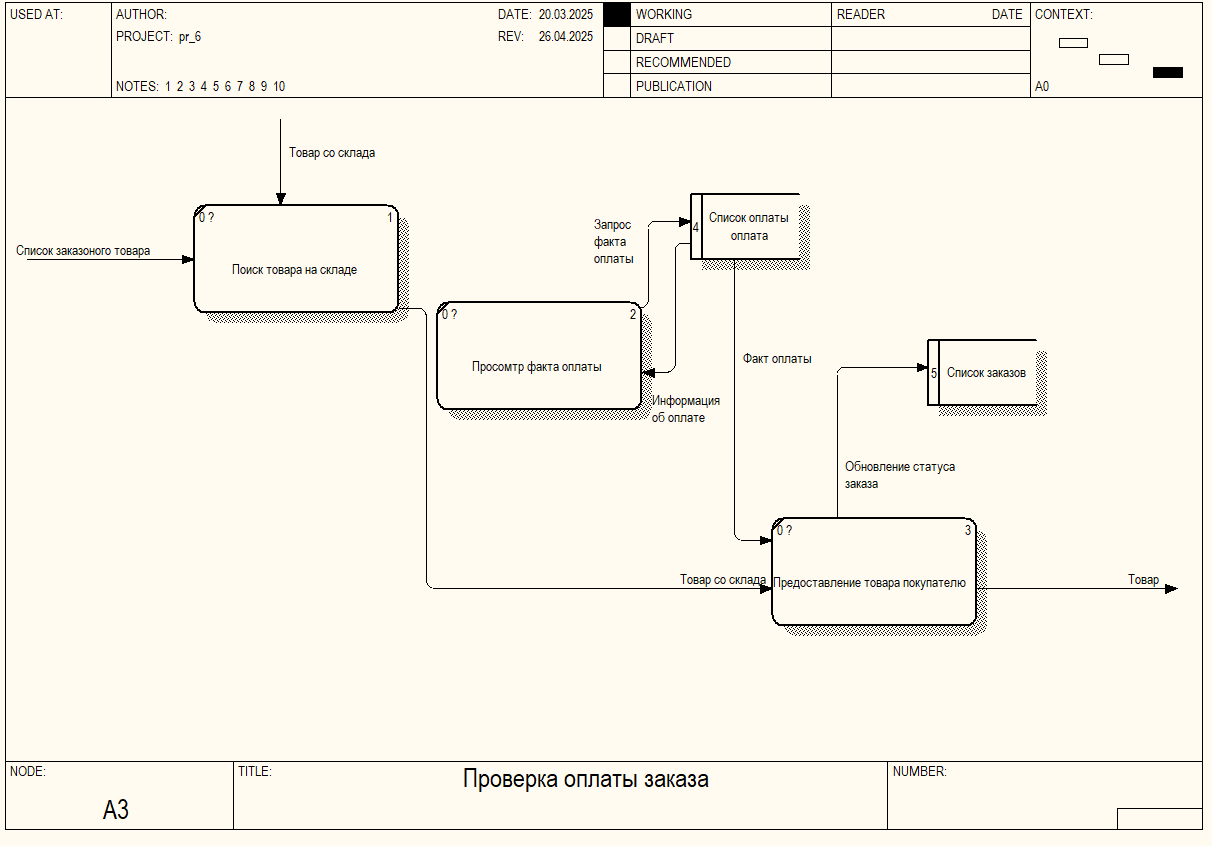 USED AT:
AUTHOR:
DATE: 20.03.2025
PROJECT: pr_6
REV: 26.04.2025
NOTES: 1 2 3 4 5 6 7 8 9 10
WORKING
DRAFT
RECOMMENDED
PUBLICATION
READER
DATE
CONTEXT:
A0
Товар со склада
Список заказоного товара
0 ?
1
Поиск товара на складе
Запрос
факта
оплаты
4
Список оплаты
оплата
0 ?
2
Просомтр факта оплаты
Информация
об оплате
Факт оплаты
5
Список заказов
Обновление статуса
заказа
0 ?
3
Товар со склада
Предоставление товара покупателю
Товар
NODE:
A3
TITLE:
Проверка оплаты заказа
NUMBER: